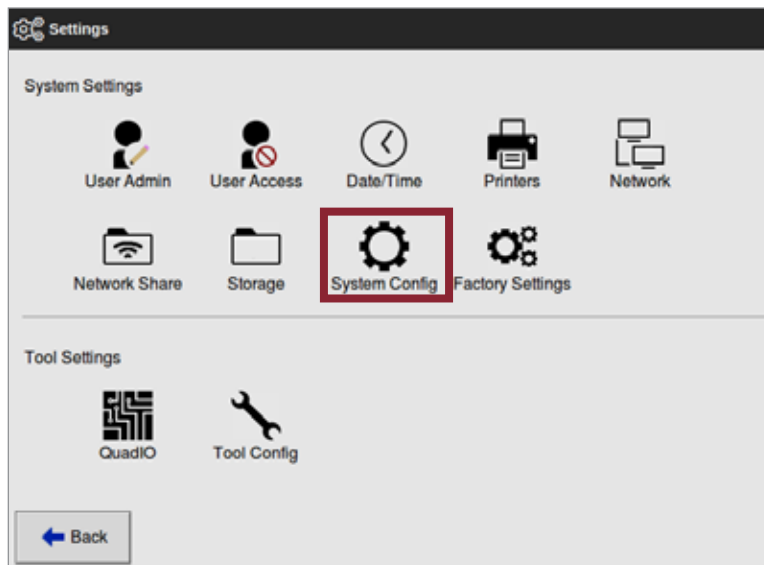 Settings
System Settings
User Admin User Access Date/Time Printers Network
Network Share Storage System Config Factory Settings
Tool Settings
QuadIO Tool Config
Back